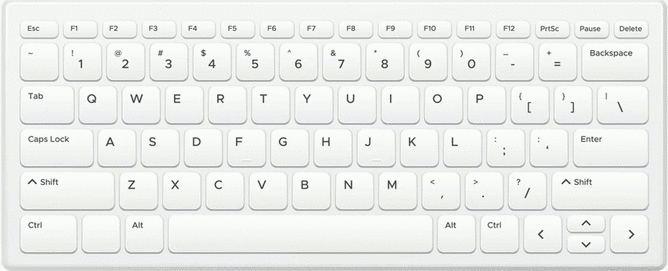 Esc F1 F2 F3 F4 F5 F6 F7 F8 F9 F10 F11 F12 PrtSc Pause Delete
~ ! 1 @ 2 # 3 $ 4 % 5 ^ 6 & 7 * 8 ( 9 ) 0 – - + = Backspace
Tab Q W E R T Y U I O P { [ } ] | \
Caps Lock A S D F G H J K L : ; : ‘ Enter
^ Shift Z X C V B N M < , > . ? / ^ Shift
Ctrl Alt Alt Ctrl < ^ v >